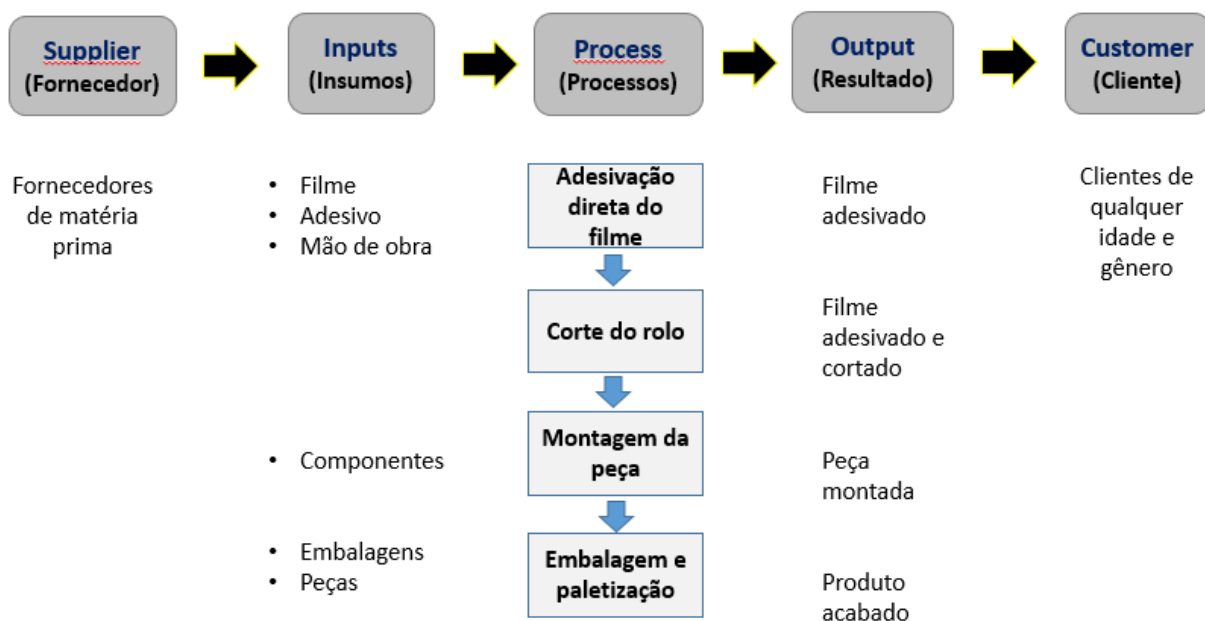 Supplier
(Fornecedor)
Inputs
(Insumos)
Process
(Processos)
Output
(Resultado)
Customer
(Cliente)
Fornecedores
de matéria
prima
• Filme
• Adesivo
• Mão de obra
Adesivação
direta do
filme
Filme
adesivado
Clientes de
qualquer
idade e
gênero
Corte do rolo
Filme
adesivado e
cortado
• Componentes
Montagem da
peça
Peça
montada
• Embalagens
• Peças
Embalagem e
paletização
Produto
acabado